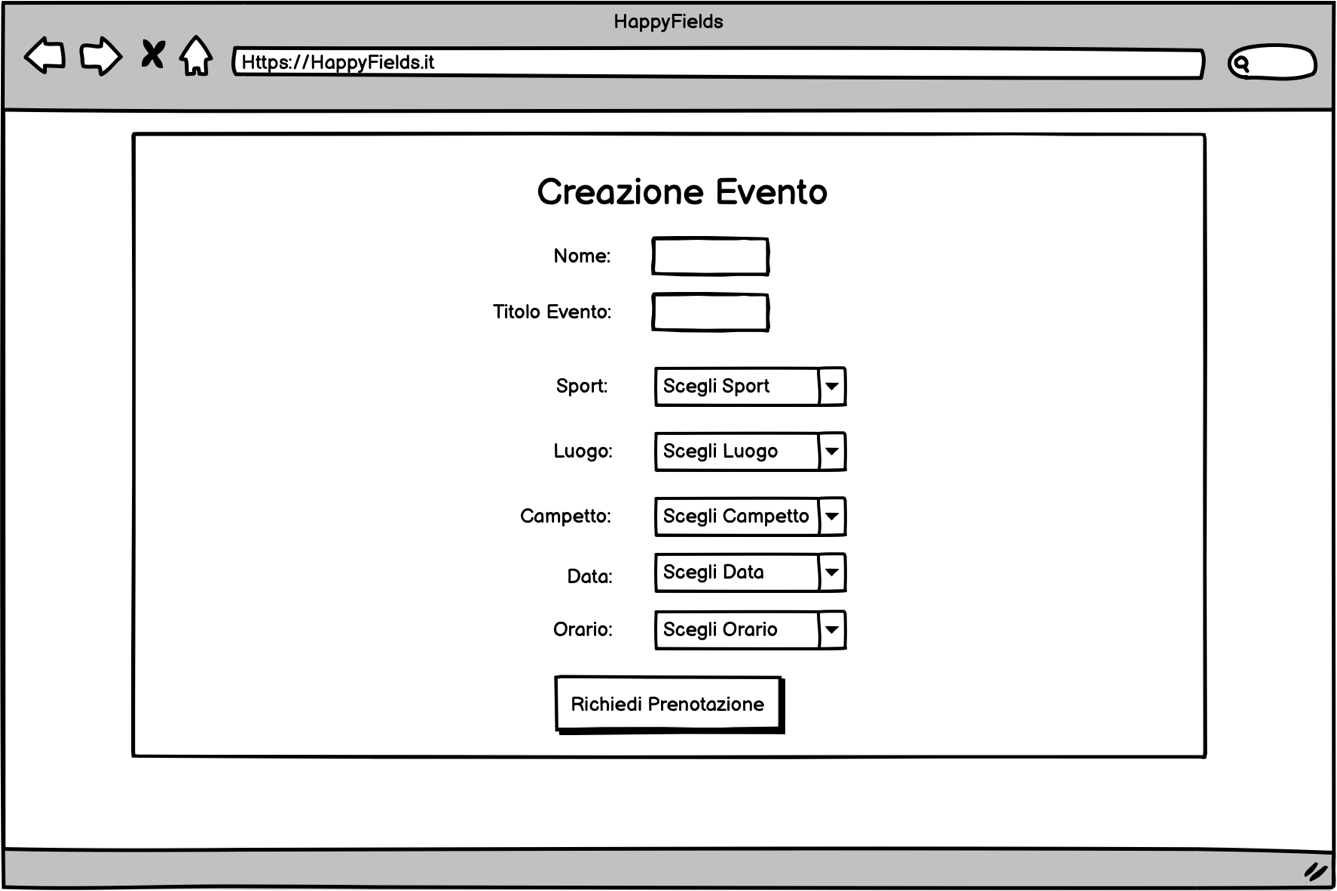 HappyFields
Https://HappyFields.it
Creazione Evento
Nome:
Titolo Evento:
Sport: Scegli Sport
Luogo: Scegli Luogo
Campetto: Scegli Campetto
Data: Scegli Data
Orario: Scegli Orario
Richiedi Prenotazione